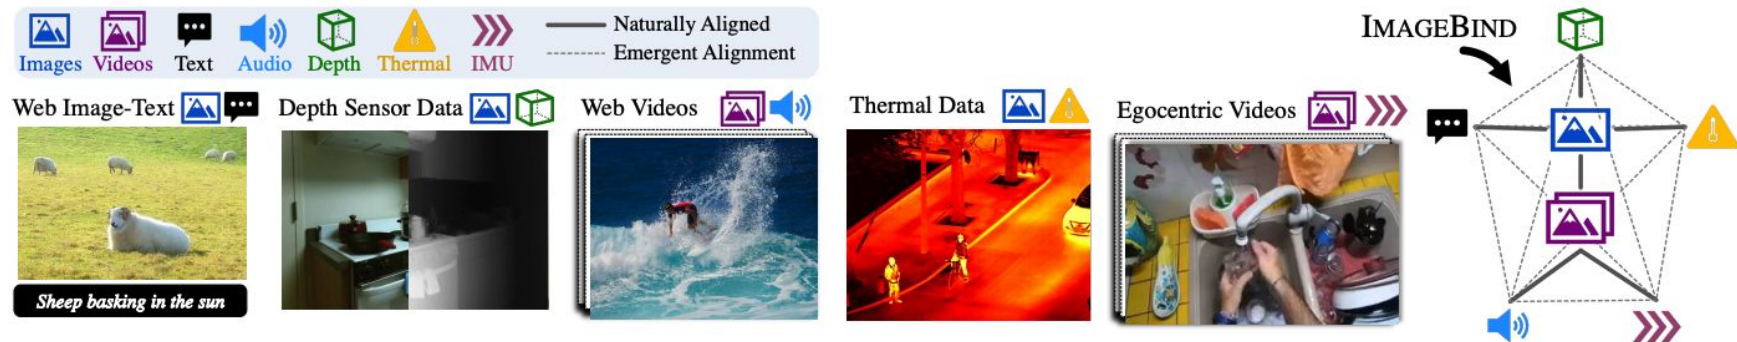 Images Videos Text Audio Depth Thermal IMU
Naturally Aligned
Emergent Alignment
IMAGEBIND
Web Image-Text
Depth Sensor Data
Web Videos
Thermal Data
Egocentric Videos
Sheep basking in the sun